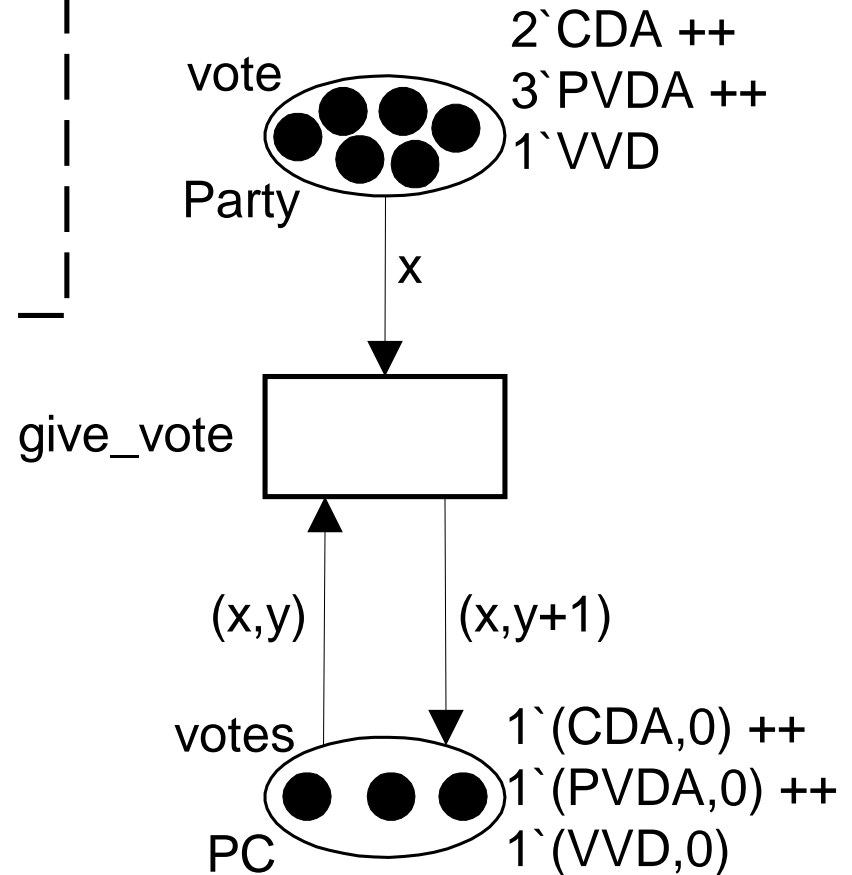 2`CDA ++
vote
3`PVDA ++
1`VVD
Party
x
give_vote
(x,y)
(x,y+1)
votes
1`(CDA,0) ++
1`(PVDA,0) ++
PC
1`(VVD,0)